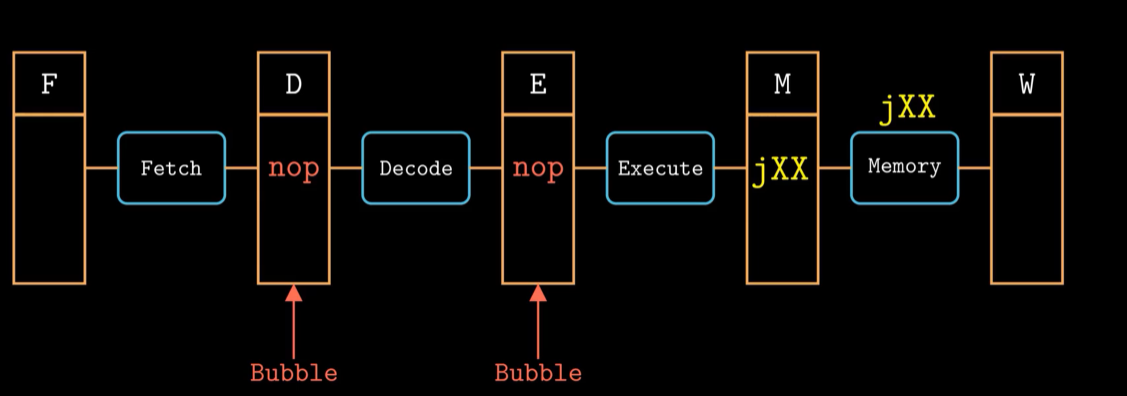 F
D
E
M
W
jXX
Fetch
nop
Decode
nop
Execute
jXX
Memory
Bubble
Bubble